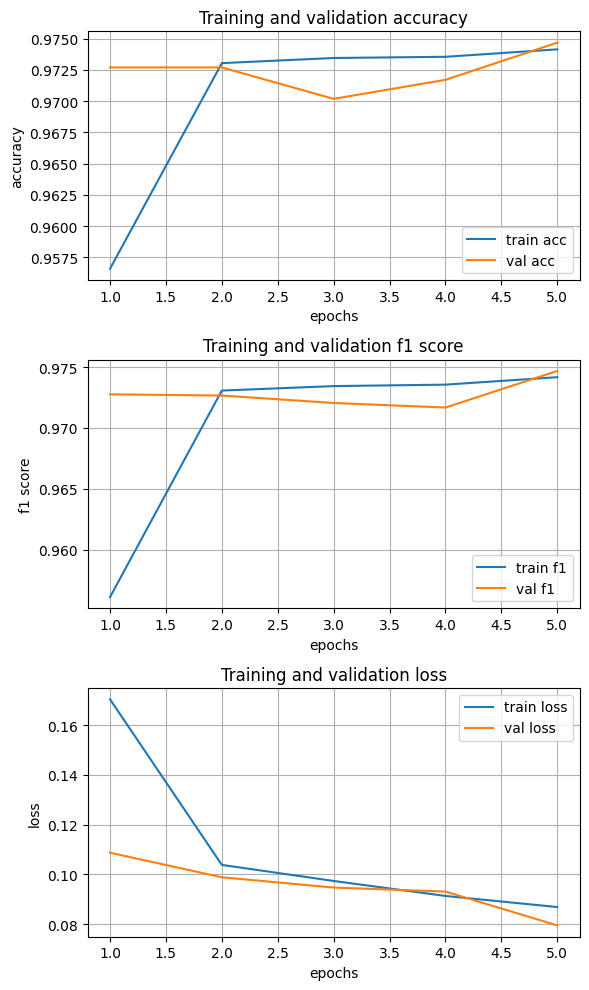 Training and validation accuracy
0.9750
0.9725
0.9700
0.9675
0.9650
0.9625
0.9600
0.9575
accuracy
train acc
val acc
1.0 1.5 2.0 2.5 3.0 3.5 4.0 4.5 5.0
epochs
Training and validation f1 score
0.975
0.970
0.965
0.960
f1 score
train f1
val f1
1.0 1.5 2.0 2.5 3.0 3.5 4.0 4.5 5.0
epochs
Training and validation loss
train loss
val loss
0.16
0.14
0.12
0.10
0.08
loss
1.0 1.5 2.0 2.5 3.0 3.5 4.0 4.5 5.0
epochs